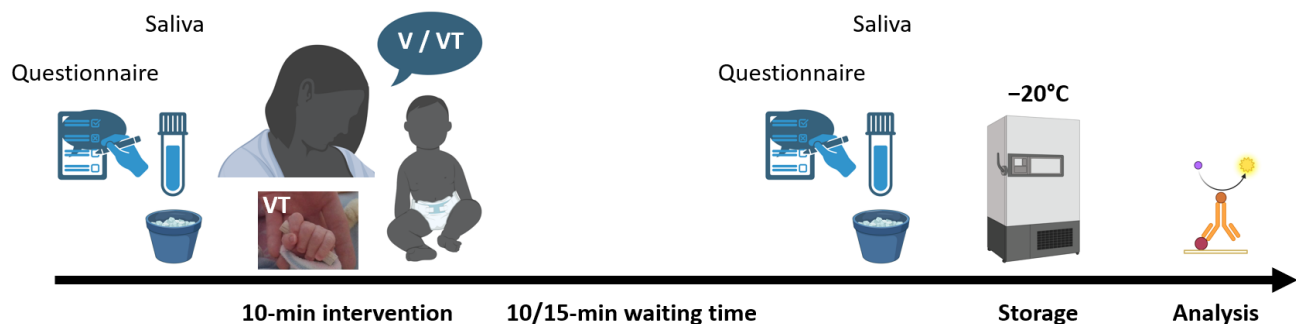 Saliva
Questionnaire
V / VT
VT
Saliva
Questionnaire
−20°C
10-min intervention
10/15-min waiting time
Storage
Analysis